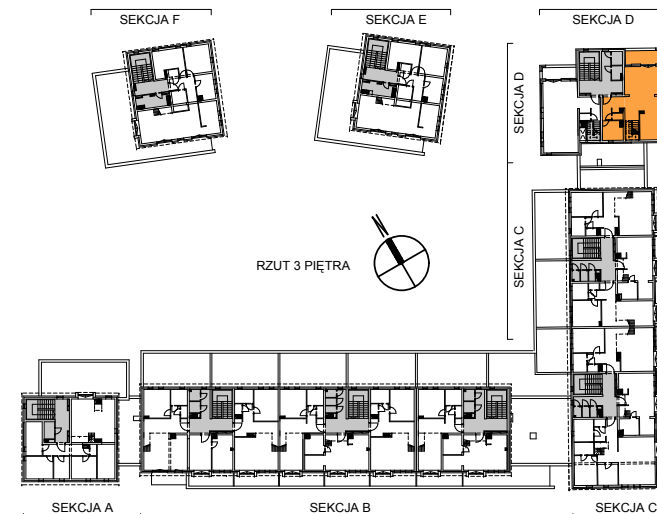 SEKCJA F
SEKCJA E
SEKCJA D
SEKCJA D
SEKCJA C
RZUT 3 PIĘTRA
SEKCJA A
SEKCJA B
SEKCJA C